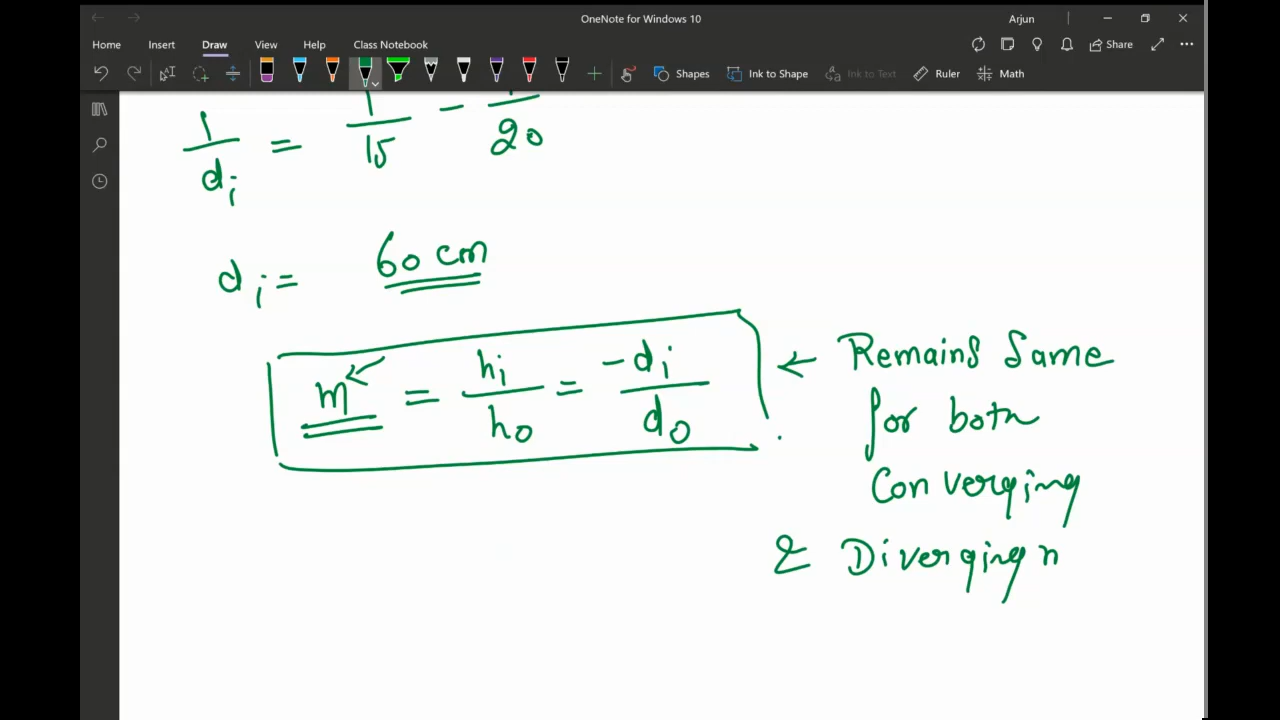 OneNote for Windows 10
Arjun
Home Insert Draw View Help Class Notebook
Share
Shapes Ink to Shape Ink to Text Ruler Math
1/di = 1/15 - 1/20
di = 60 cm
m = hi/ho = -di/do ← Remains Same
for both
Converging
& Diverging